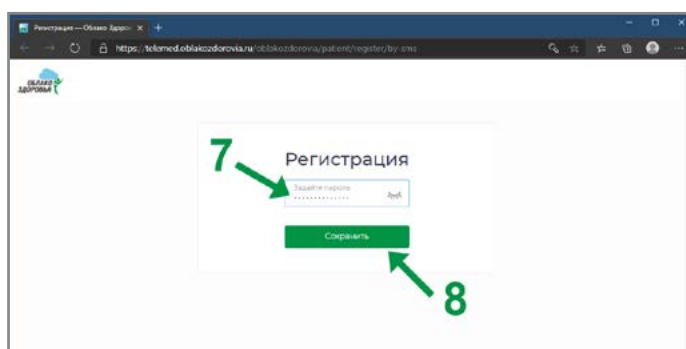 Регистрация — Облако Здоров
https://telemed.oblakozdorovia.ru/oblakozdorovia/patient/register/by-sms
ОБЛАКО
ЗДОРОВЬЯ
7
Регистрация
Задайте пароль
Сохранить
8